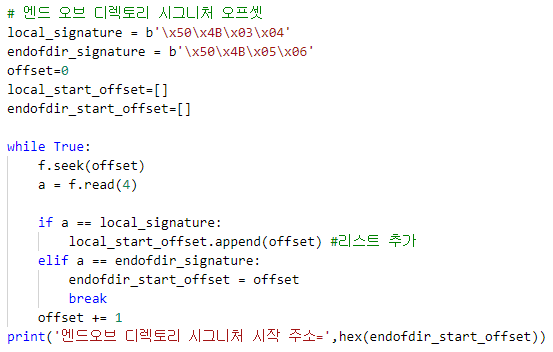 # 엔드 오브 디렉토리 시그니처 오프셋
local_signature = b'\x50\x4B\x03\x04'
endofdir_signature = b'\x50\x4B\x05\x06'
offset=0
local_start_offset=[]
endofdir_start_offset=[]
while True:
f.seek(offset)
a = f.read(4)
if a == local_signature:
local_start_offset.append(offset) #리스트 추가
elif a == endofdir_signature:
endofdir_start_offset = offset
break
offset += 1
print('엔드오브 디렉토리 시그니처 시작 주소=',hex(endofdir_start_offset))